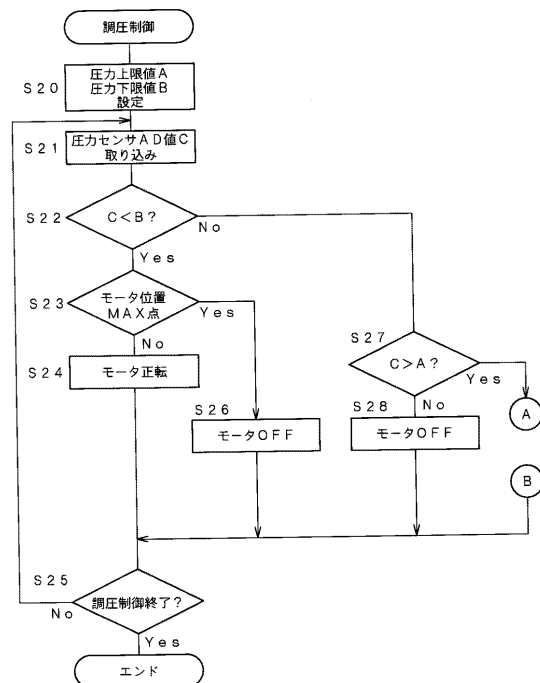 調圧制御
S20
圧力上限値A
圧力下限値B
設定
S21
圧力センサAD値C
取り込み
S22
C<B?
No
Yes
S23
モータ位置
MAX点
Yes
No
S24
モータ正転
S27
C>A?
Yes
No
A
S26
モータOFF
S28
モータOFF
B
S25
調圧制御終了?
No
Yes
エンド